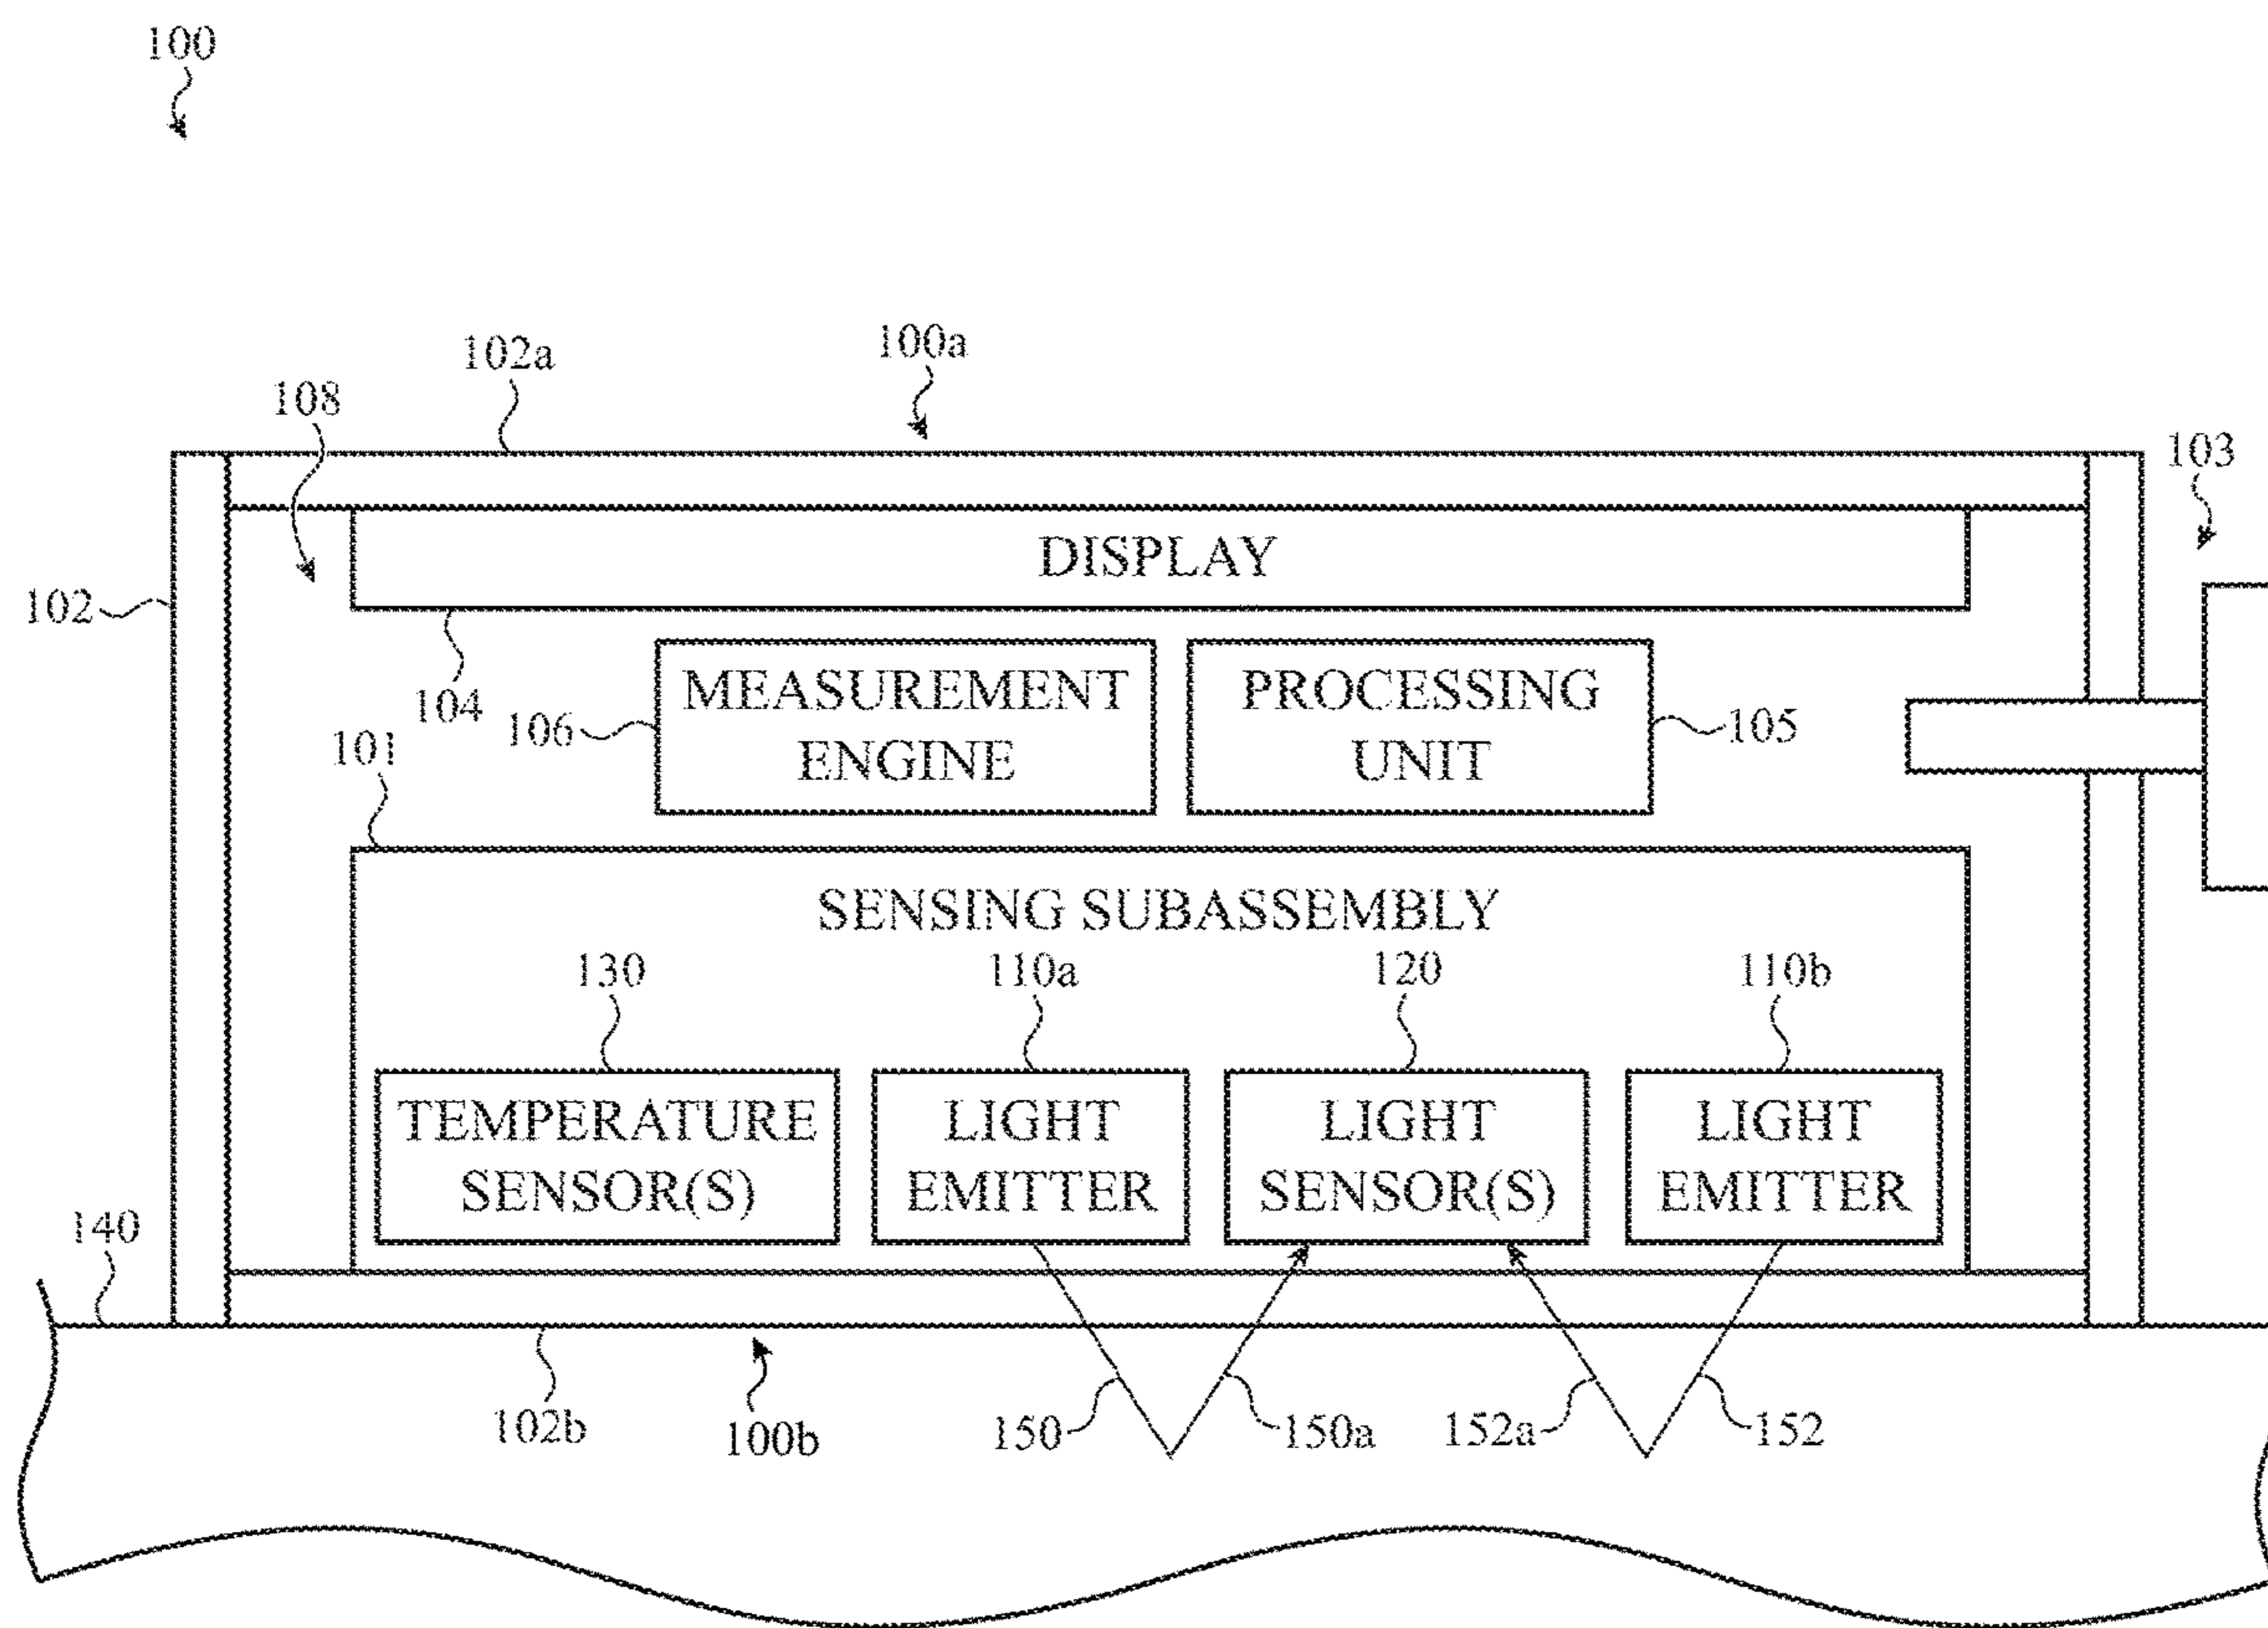 100
102a
100a
108
103
102
DISPLAY
104
MEASUREMENT
ENGINE
106
PROCESSING
UNIT
105
101
SENSING SUBASSEMBLY
130
110a
120
110b
TEMPERATURE
SENSOR(S)
LIGHT
EMITTER
LIGHT
SENSOR(S)
LIGHT
EMITTER
140
102b
100b
150
150a
152a
152